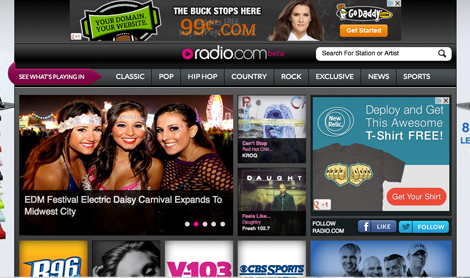 YOUR DOMAIN.
YOUR WEBSITE.
THE BUCK STOPS HERE
99¢.COM
GoDaddy.com
Get Started
radio.com beta
Search For Station or Artist
SEE WHAT'S PLAYING IN
CLASSIC
POP
HIP HOP
COUNTRY
ROCK
EXCLUSIVE
NEWS
SPORTS
EDM Festival Electric Daisy Carnival Expands To
Midwest City
Can't Stop
Red Hot Chili...
KROQ
DAUGHTRY
Feels Like...
Daughtry
Fresh 102.7
New
Relic.
Deploy and Get
This Awesome
T-Shirt FREE!
Get Your Shirt
+1
FOLLOW
RADIO.COM
Like
Follow
8
LE
B96
V-103
CBS SPORTS